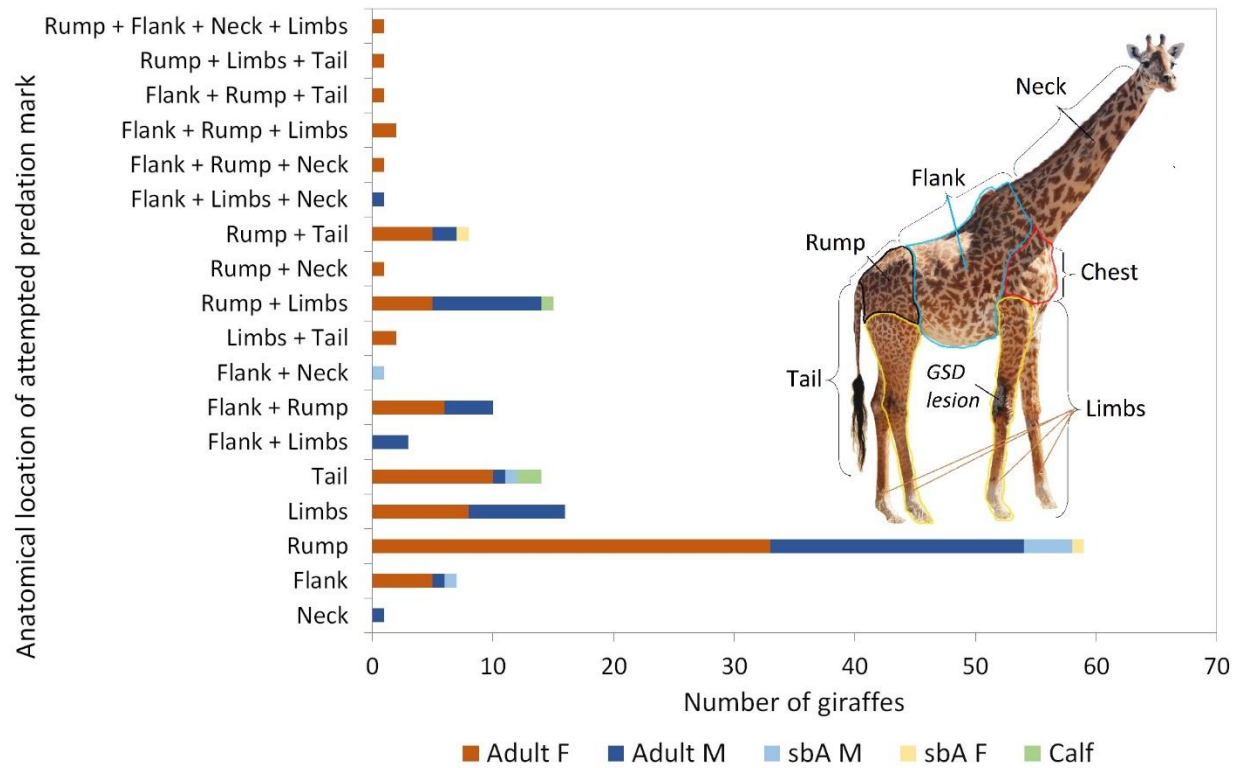 Anatomical location of attempted predation mark
Rump + Flank + Neck + Limbs
Rump + Limbs + Tail
Flank + Rump + Tail
Flank + Rump + Limbs
Flank + Rump + Neck
Flank + Limbs + Neck
Rump + Tail
Rump + Neck
Rump + Limbs
Limbs + Tail
Flank + Neck
Flank + Rump
Flank + Limbs
Tail
Limbs
Rump
Flank
Neck
Neck
Flank
Rump
Chest
Tail
GSD
lesion
Limbs
0 10 20 30 40 50 60 70
Number of giraffes
Adult F Adult M sbA M sbA F Calf